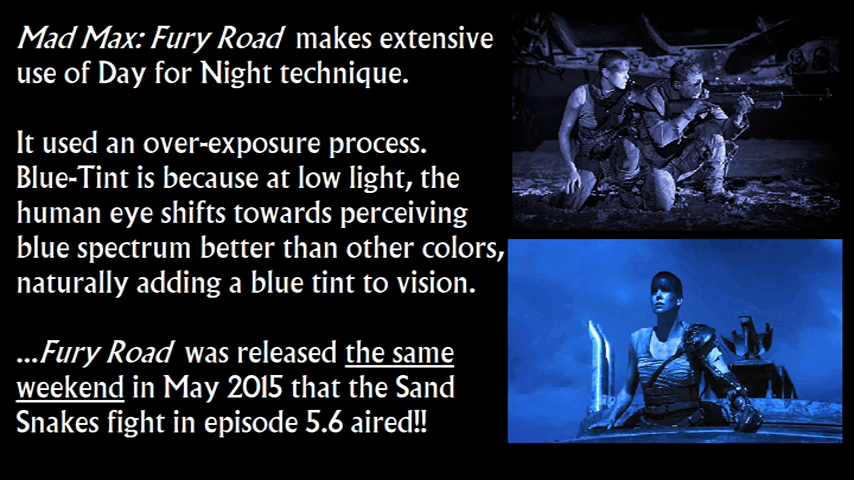 Mad Max: Fury Road makes extensive
use of Day for Night technique.
It used an over-exposure process.
Blue-Tint is because at low light, the
human eye shifts towards perceiving
blue spectrum better than other colors,
naturally adding a blue tint to vision.
...Fury Road was released the same
weekend in May 2015 that the Sand
Snakes fight in episode 5.6 aired!!